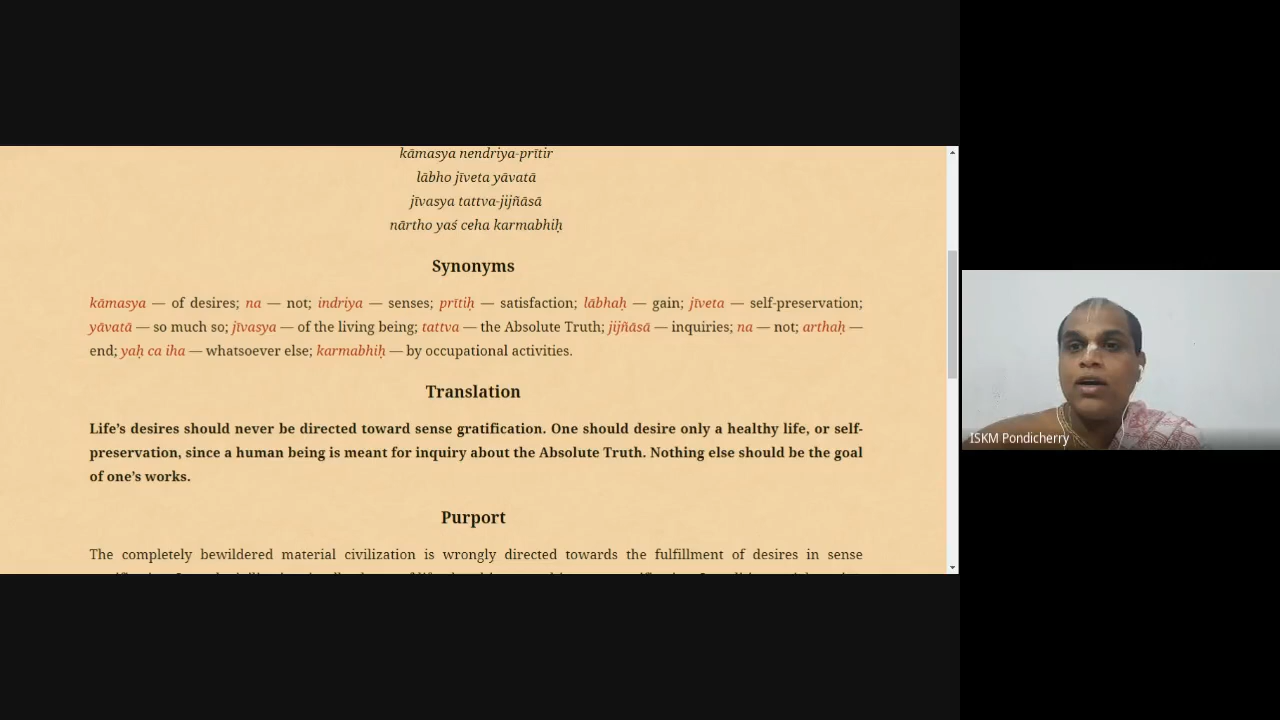 kāmasya nendriya-prītir
lābho jīveta yāvatā
jīvasya tattva-jijñāsā
nārtho yaś ceha karmabhiḥ
Synonyms
kāmasya — of desires; na — not; indriya — senses; prītiḥ — satisfaction; lābhaḥ — gain; jīveta — self-preservation;
yāvatā — so much so; jīvasya — of the living being; tattva — the Absolute Truth; jijñāsā — inquiries; na — not; arthaḥ —
end; yaḥ ca iha — whatsoever else; karmabhiḥ — by occupational activities.
Translation
Life’s desires should never be directed toward sense gratification. One should desire only a healthy life, or self-
preservation, since a human being is meant for inquiry about the Absolute Truth. Nothing else should be the goal
of one’s works.
Purport
The completely bewildered material civilization is wrongly directed towards the fulfillment of desires in sense
ISKM Pondicherry